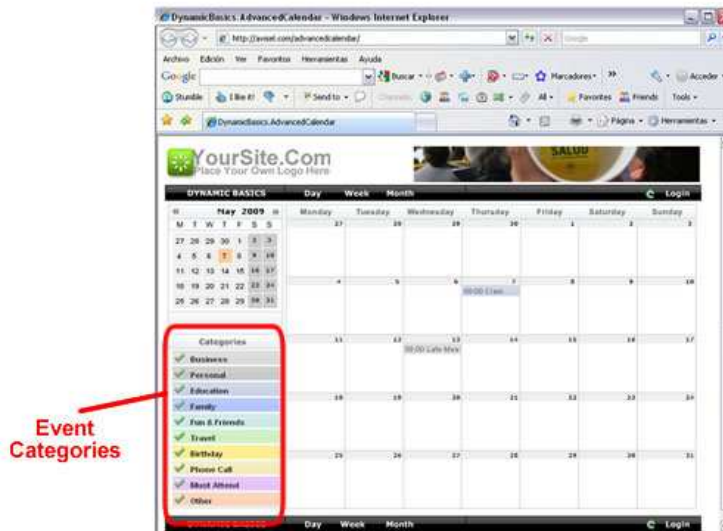 DynamicBasics.AdvancedCalendar - Windows Internet Explorer
http://avisel.com/advancedcalendar/
Archivo Edición Ver Favoritos Herramientas Ayuda
Google Buscar Marcadores Acceder
Stumble I like it! Send to Channels All Favorites Friends Tools
DynamicBasics.AdvancedCalendar Página Herramientas
YourSite.Com
Place Your Own Logo Here
SALUD
DYNAMIC BASICS Day Week Month Login
May 2009
M T W T F S S
27 28 29 30 1 2 3
4 5 6 7 8 9 10
11 12 13 14 15 16 17
18 19 20 21 22 23 24
25 26 27 28 29 30 31
Monday Tuesday Wednesday Thursday Friday Saturday Sunday
27 28 29 30 1 2 3
4 5 6 7 8 9 10
00:00
11 12 13 14 15 16 17
00:00
18 19 20 21 22 23 24
25 26 27 28 29 30 31
Categories
Business
Personal
Education
Family
Fun & Friends
Travel
Birthday
Phone Call
Must Attend
Other
Event
Categories
DYNAMIC BASICS Day Week Month Login